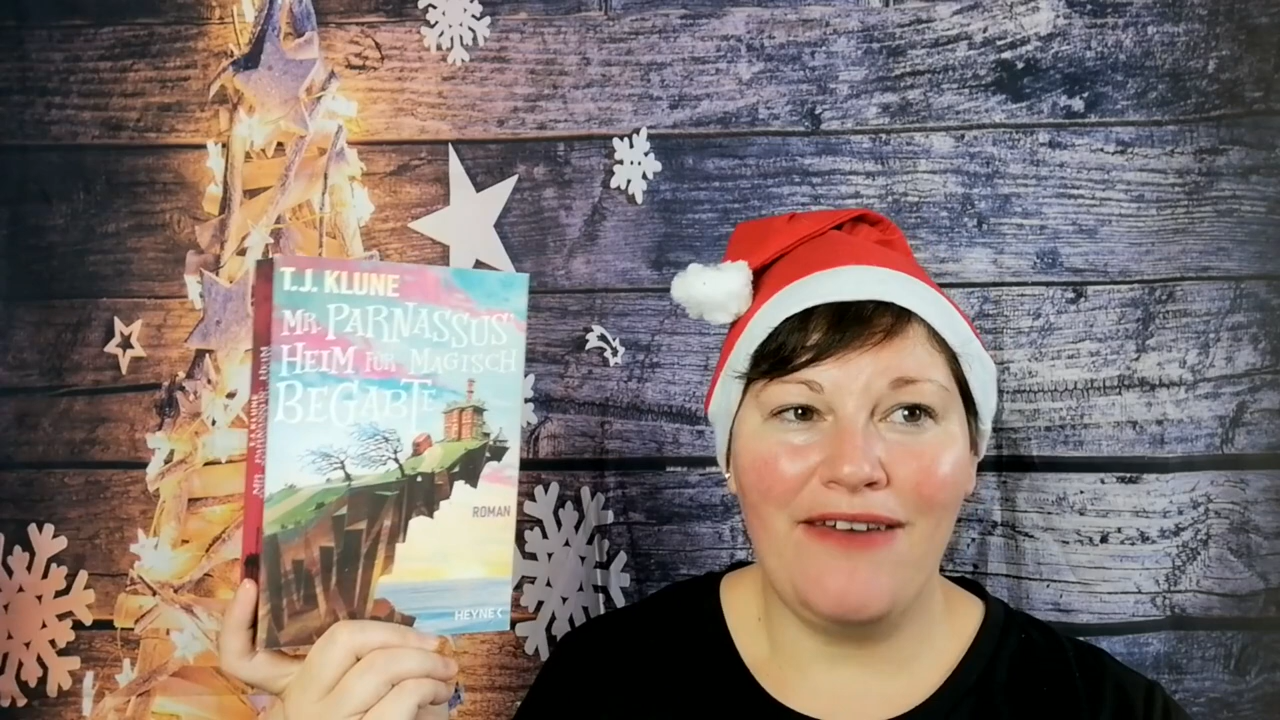 T.J. KLUNE
MR. PARNASSUS'
HEIM FÜR MAGISCH
BEGABTE
ROMAN
HEYNE